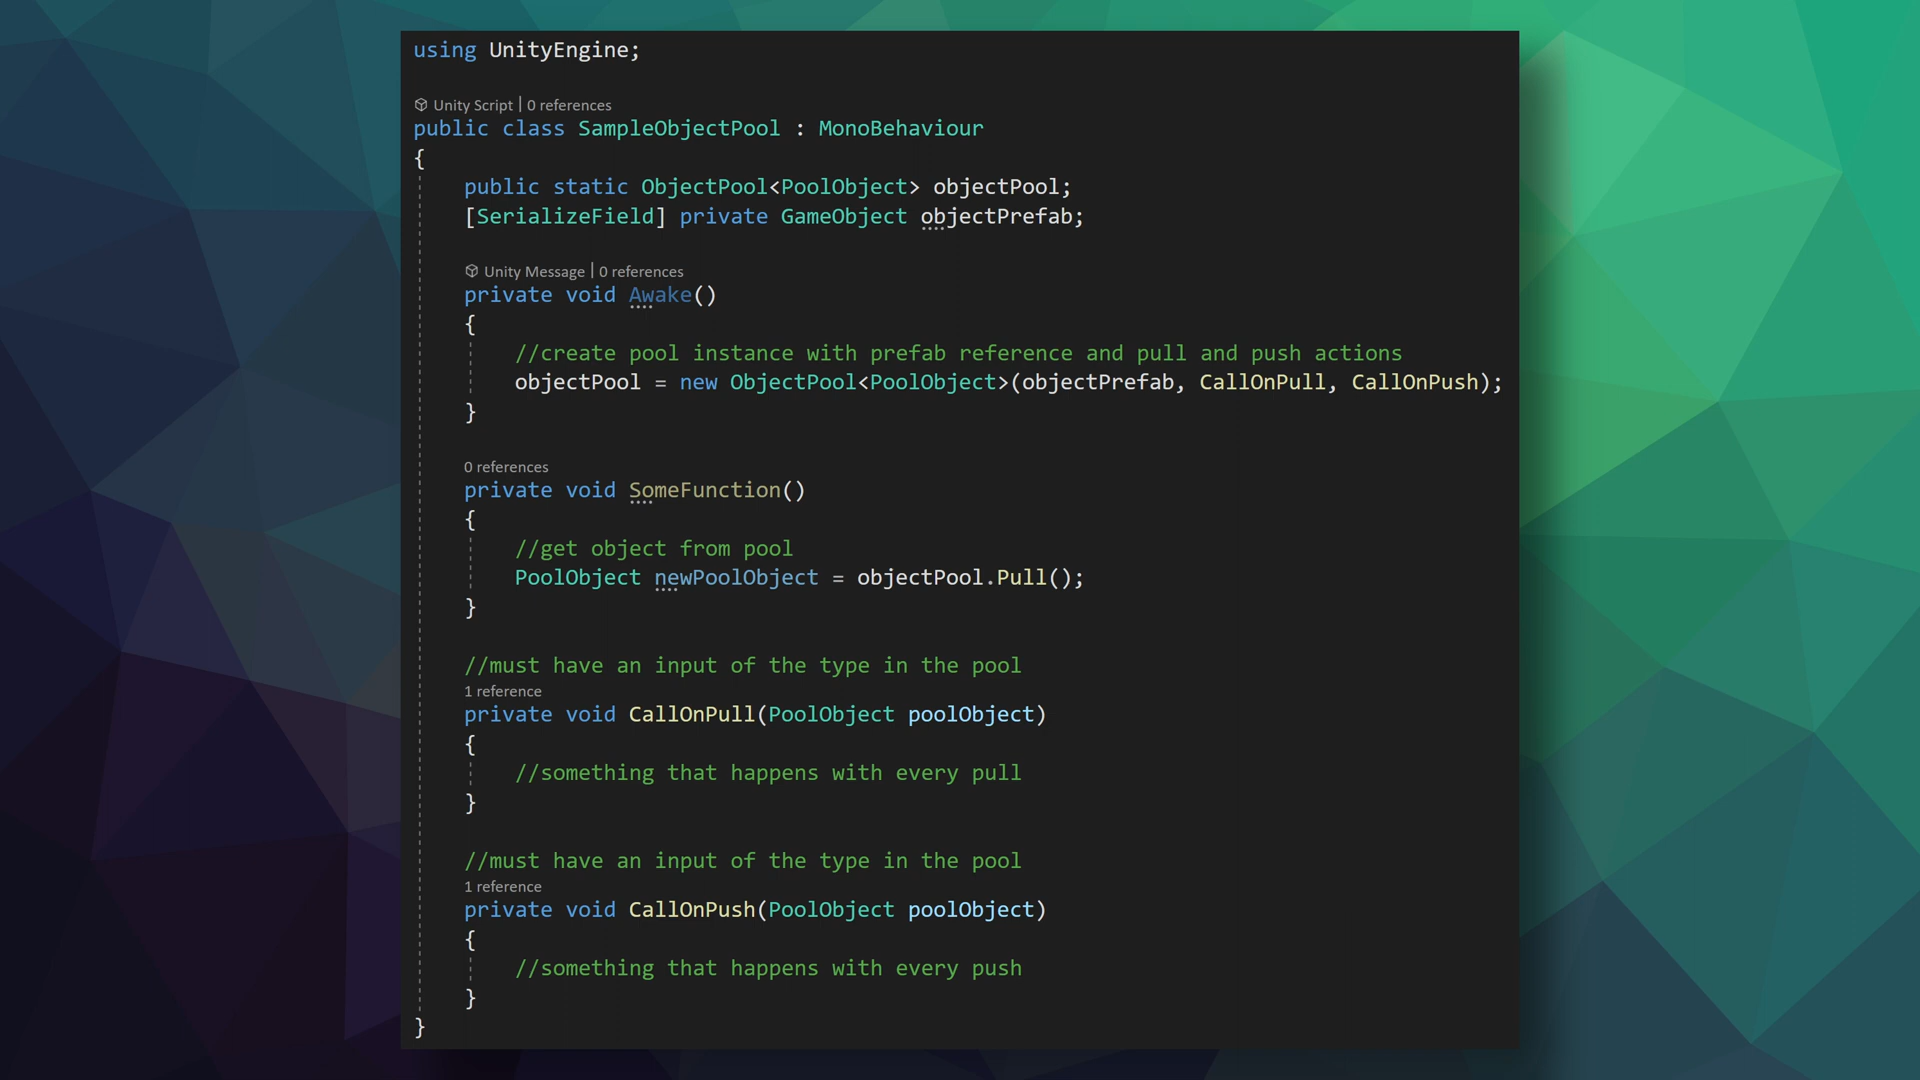 using UnityEngine;
Unity Script | 0 references
public class SampleObjectPool : MonoBehaviour
{
public static ObjectPool<PoolObject> objectPool;
[SerializeField] private GameObject objectPrefab;
Unity Message | 0 references
private void Awake()
{
//create pool instance with prefab reference and pull and push actions
objectPool = new ObjectPool<PoolObject>(objectPrefab, CallOnPull, CallOnPush);
}
0 references
private void SomeFunction()
{
//get object from pool
PoolObject newPoolObject = objectPool.Pull();
}
//must have an input of the type in the pool
1 reference
private void CallOnPull(PoolObject poolObject)
{
//something that happens with every pull
}
//must have an input of the type in the pool
1 reference
private void CallOnPush(PoolObject poolObject)
{
//something that happens with every push
}
}